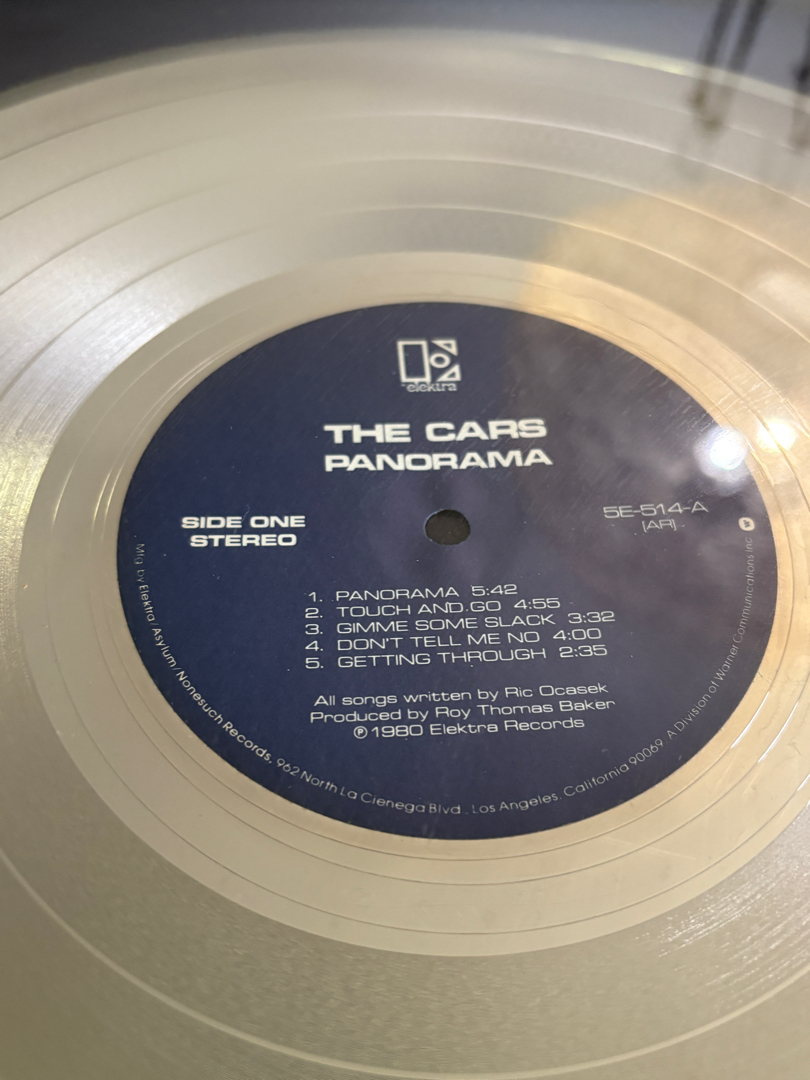 elektra
THE CARS
PANORAMA
SIDE ONE
STEREO
5E-514-A
(AR)
1. PANORAMA 5:42
2. TOUCH AND GO 4:55
3. GIMME SOME SLACK 3:32
4. DON'T TELL ME NO 4:00
5. GETTING THROUGH 2:35
All songs written by Ric Ocasek
Produced by Roy Thomas Baker
℗ 1980 Elektra Records
Mfg. by Elektra/Asylum/Nonesuch Records, 962 North La Cienega Blvd., Los Angeles, California 90069. A Division of Warner Communications Inc.